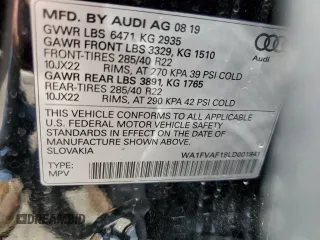 MFD. BY AUDI AG 08 19
GVWR LBS 6471, KG 2935
GAWR FRONT LBS 3329, KG 1510
FRONT-TIRES: 285/40 R22
10JX22 RIMS, AT 270 KPA 39 PSI COLD
GAWR REAR LBS 3891, KG 1765
REAR-TIRES: 285/40 R22
10JX22 RIMS, AT 290 KPA 42 PSI COLD
Audi
THIS VEHICLE CONFORMS TO ALL APPLICABLE
U.S. FEDERAL MOTOR VEHICLE SAFETY
STANDARDS IN EFFECT ON THE DATE OF
MANUFACTURE SHOWN ABOVE.
SLOVAKIA
TYPE:
MPV
AUTOBIDMASTER